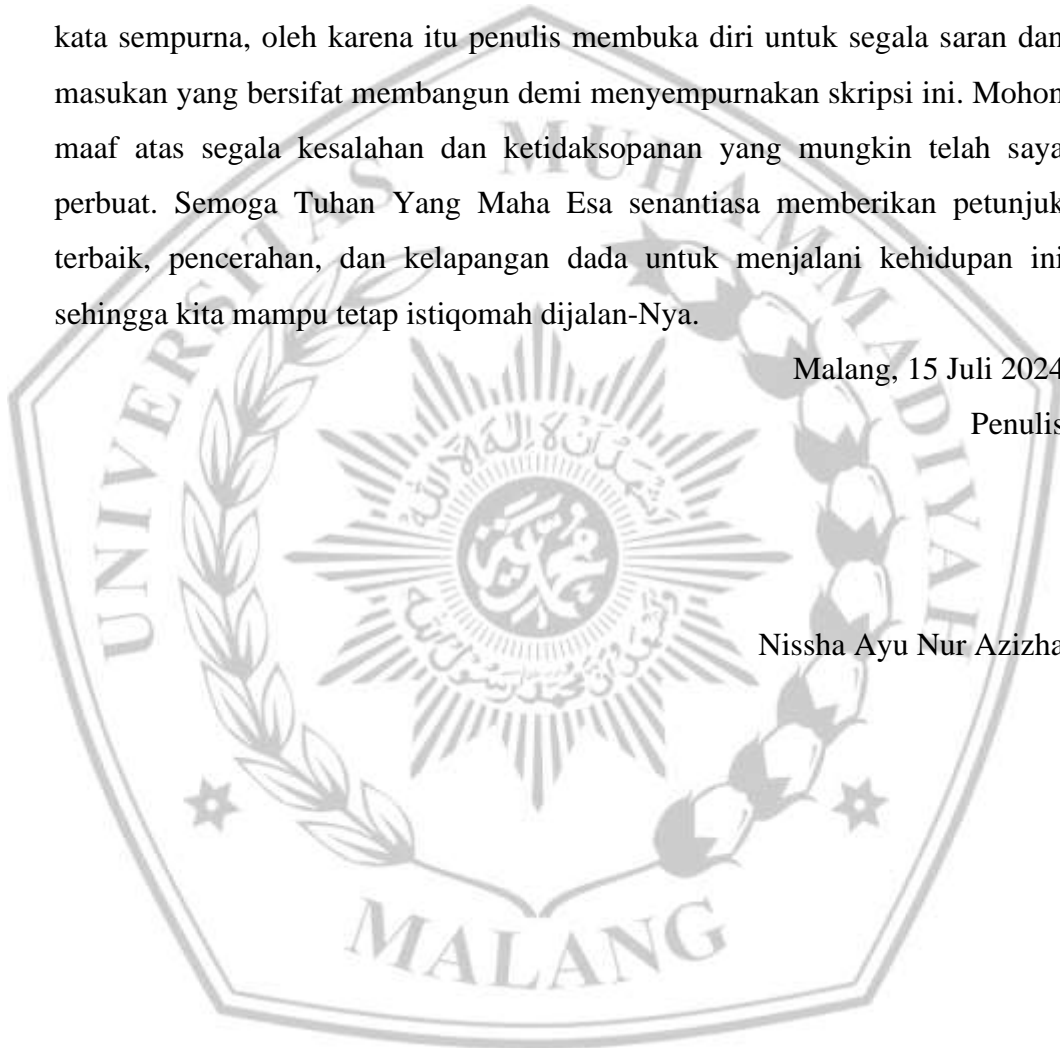 kata sempurna, oleh karena itu penulis membuka diri untuk segala saran dan
masukan yang bersifat membangun demi menyempurnakan skripsi ini. Mohon
maaf atas segala kesalahan dan ketidaksopanan yang mungkin telah saya
perbuat. Semoga Tuhan Yang Maha Esa senantiasa memberikan petunjuk
terbaik, pencerahan, dan kelapangan dada untuk menjalani kehidupan ini
sehingga kita mampu tetap istiqomah dijalan-Nya.
Malang, 15 Juli 2024
Penulis
Nissha Ayu Nur Azizha
UNIVERSITAS MUHAMMADIYAH
MALANG